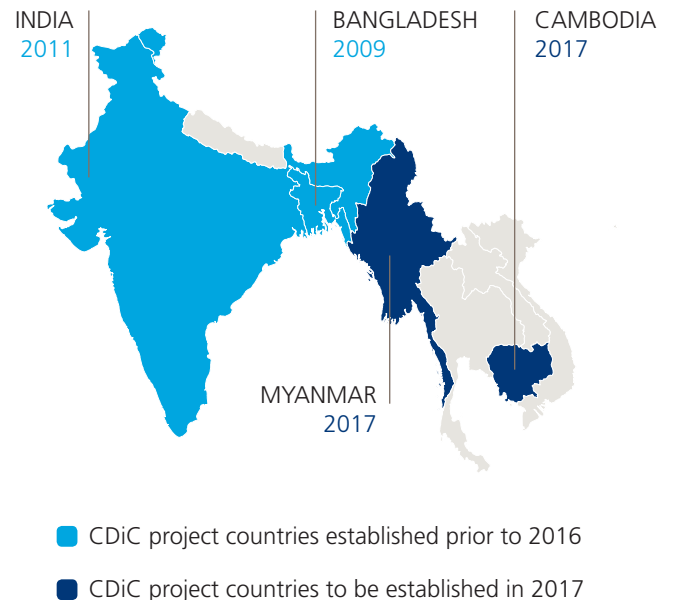 INDIA
2011
BANGLADESH
2009
CAMBODIA
2017
MYANMAR
2017
CDiC project countries established prior to 2016
CDiC project countries to be established in 2017